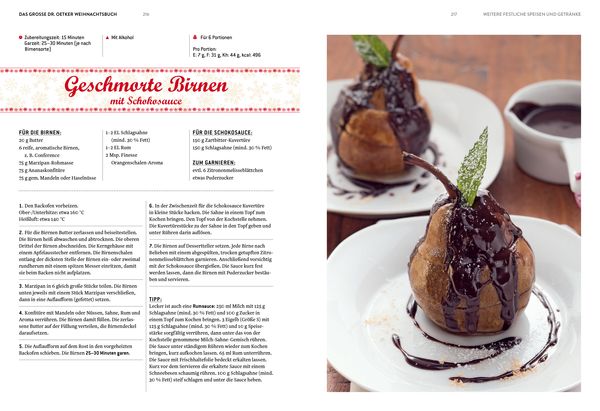 DAS GROSSE DR. OETKER WEIHNACHTSBUCH
216
217
WEITERE FESTLICHE SPEISEN UND GETRÄNKE
Zubereitungszeit: 15 Minuten
Garzeit: 25–30 Minuten (je nach
Birnensorte)
Mit Alkohol
Für 6 Portionen
Pro Portion:
E: 7 g, F: 31 g, Kh: 44 g, kcal: 496
Geschmorte Birnen
mit Schokosauce
FÜR DIE BIRNEN:
20 g Butter
6 reife, aromatische Birnen,
z. B. Conference
75 g Marzipan-Rohmasse
75 g Ananaskonfitüre
75 g gem. Mandeln oder Haselnüsse
1–2 EL Schlagsahne
(mind. 30 % Fett)
1–2 EL Rum
2 Msp. Finesse
Orangenschalen-Aroma
FÜR DIE SCHOKOSAUCE:
150 g Zartbitter-Kuvertüre
150 g Schlagsahne (mind. 30 % Fett)
ZUM GARNIEREN:
evtl. 6 Zitronenmelisseblättchen
etwas Puderzucker
1. Den Backofen vorheizen.
Ober-/Unterhitze: etwa 160 °C
Heißluft: etwa 140 °C
2. Für die Birnen Butter zerlassen und beiseitestellen.
Die Birnen heiß abwaschen und abtrocknen. Die oberen
Drittel der Birnen abschneiden. Die Kerngehäuse mit
einem Apfelausstecher entfernen. Die Birnenschalen
entlang der dicksten Stelle der Birnen ein- oder zweimal
rundherum mit einem spitzen Messer einritzen, damit
sie beim Backen nicht aufplatzen.
3. Marzipan in 6 gleich große Stücke teilen. Die Birnen
unten jeweils mit einem Stück Marzipan verschließen,
dann in eine Auflaufform (gefettet) setzen.
4. Konfitüre mit Mandeln oder Nüssen, Sahne, Rum und
Aroma verrühren. Die Birnen damit füllen. Die zerlas-
sene Butter auf der Füllung verteilen, die Birnendeckel
daraufsetzen.
5. Die Auflaufform auf dem Rost in den vorgeheizten
Backofen schieben. Die Birnen 25–30 Minuten garen.
6. In der Zwischenzeit für die Schokosauce Kuvertüre
in kleine Stücke hacken. Die Sahne in einem Topf zum
Kochen bringen. Den Topf von der Kochstelle nehmen.
Die Kuvertürestücke zu der Sahne in den Topf geben und
unter Rühren darin auflösen.
7. Die Birnen auf Dessertteller setzen. Jede Birne nach
Belieben mit einem abgespülten, trocken getupften Zitro-
nenmelisseblättchen garnieren. Anschließend vorsichtig
mit der Schokosauce übergießen. Die Sauce kurz fest
werden lassen, dann die Birnen mit Puderzucker bestäu-
ben und servieren.
TIPP:
Lecker ist auch eine Rumsauce: 250 ml Milch mit 125 g
Schlagsahne (mind. 30 % Fett) und 100 g Zucker in
einem Topf zum Kochen bringen. 3 Eigelb (Größe S) mit
125 g Schlagsahne (mind. 30 % Fett) und 10 g Speise-
stärke sorgfältig verrühren, dann unter das von der
Kochstelle genommene Milch-Sahne-Gemisch rühren.
Die Sauce unter ständigem Rühren wieder zum Kochen
bringen, kurz aufkochen lassen. 65 ml Rum unterrühren.
Die Sauce mit Frischhaltefolie bedeckt erkalten lassen.
Kurz vor dem Servieren die erkaltete Sauce mit einem
Schneebesen schaumig rühren. 100 g Schlagsahne (mind.
30 % Fett) steif schlagen und unter die Sauce heben.